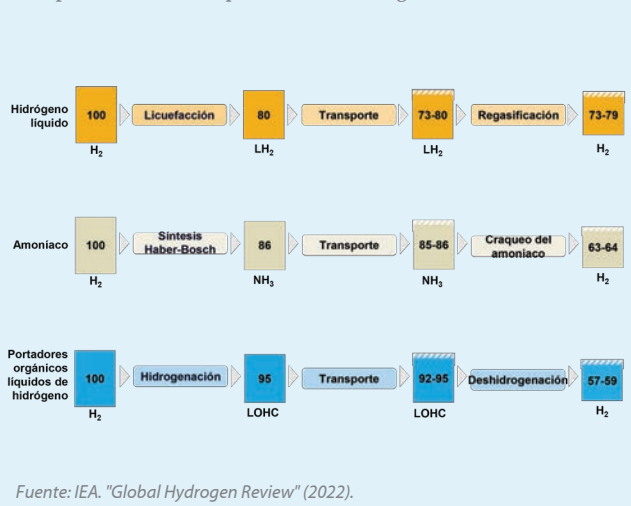 Hidrógeno
líquido
100
Licuefacción
80
Transporte
73-80
Regasificación
73-79
H₂
LH₂
LH₂
H₂
Amoníaco
100
Síntesis
Haber-Bosch
86
Transporte
85-86
Craqueo del
amoniaco
63-64
H₂
NH₃
NH₃
H₂
Portadores
orgánicos
líquidos de
hidrógeno
100
Hidrogenación
95
Transporte
92-95
Deshidrogenación
57-59
H₂
LOHC
LOHC
H₂
Fuente: IEA. "Global Hydrogen Review" (2022).